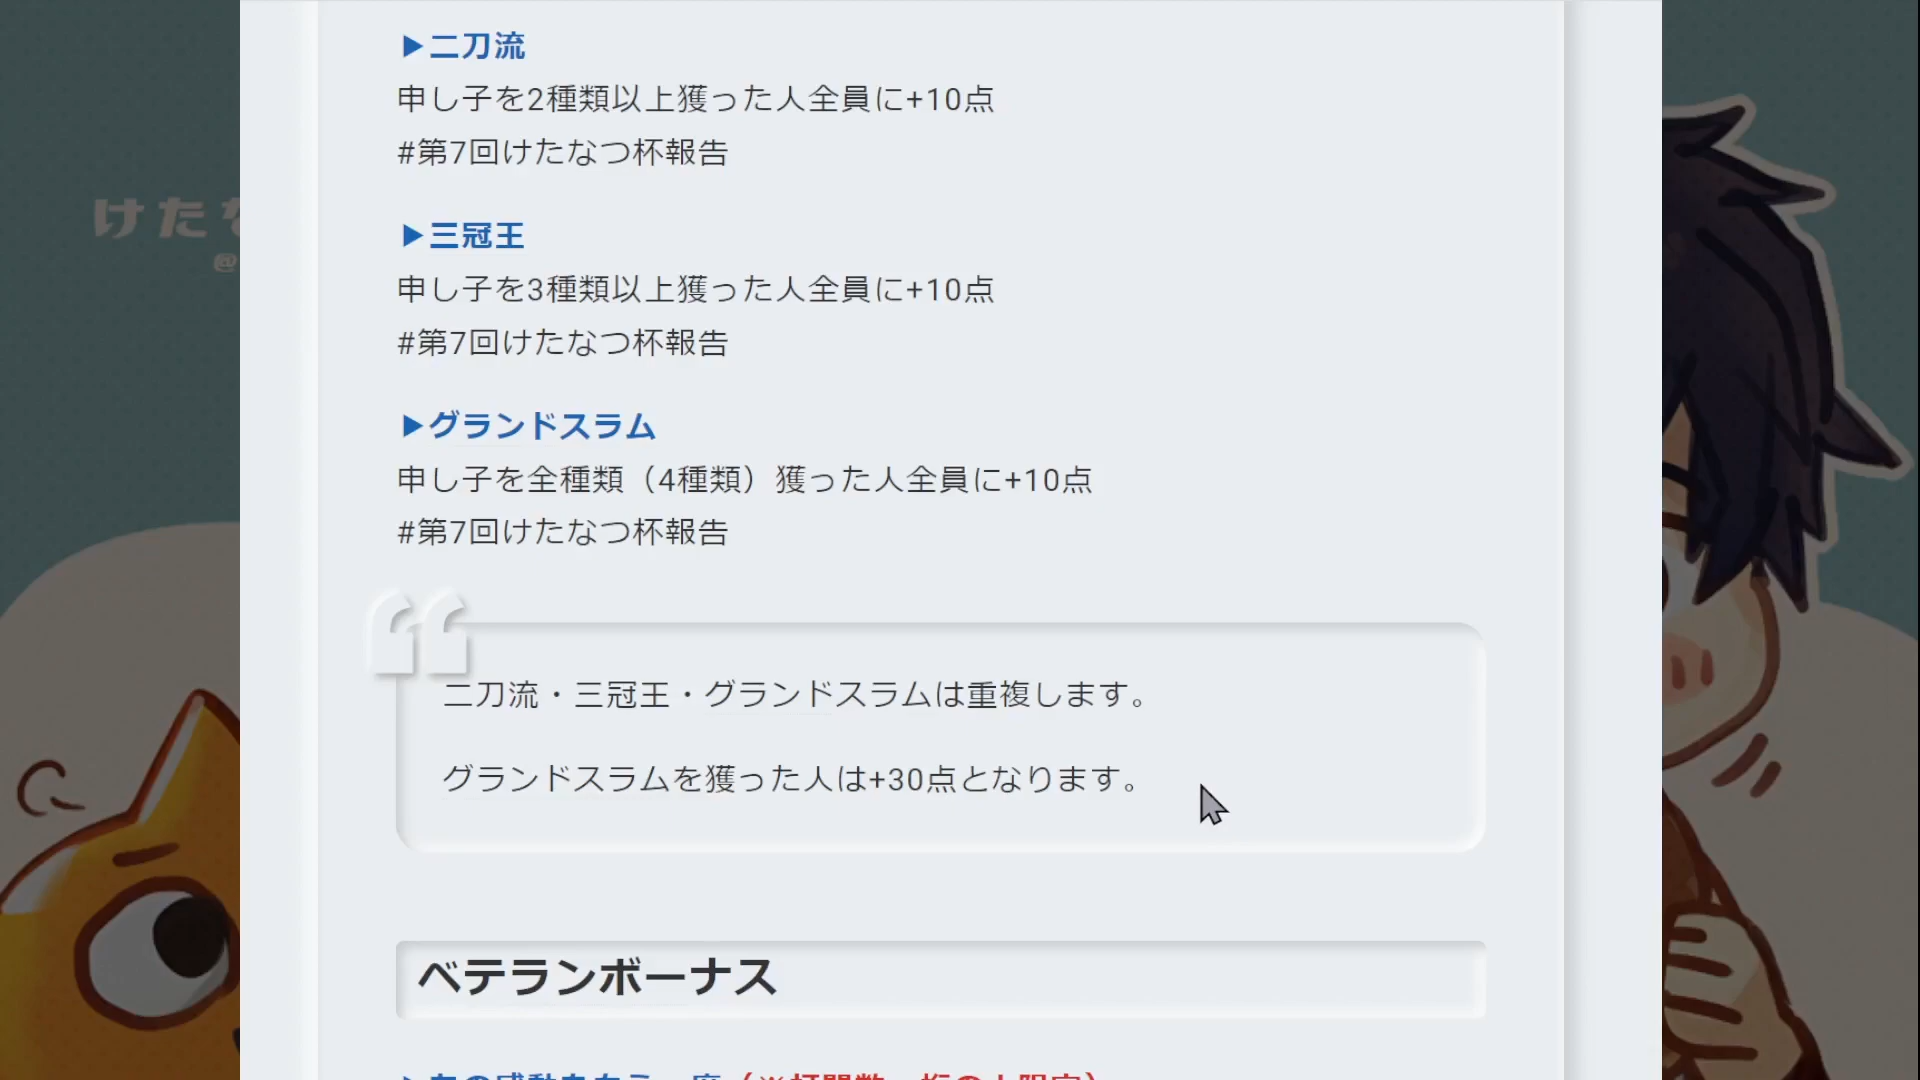 ▶二刀流
申し子を2種類以上獲った人全員に+10点
#第7回けたなつ杯報告
▶三冠王
申し子を3種類以上獲った人全員に+10点
#第7回けたなつ杯報告
▶グランドスラム
申し子を全種類（4種類）獲った人全員に+10点
#第7回けたなつ杯報告
二刀流・三冠王・グランドスラムは重複します。
グランドスラムを獲った人は+30点となります。
ベテランボーナス
けた
@